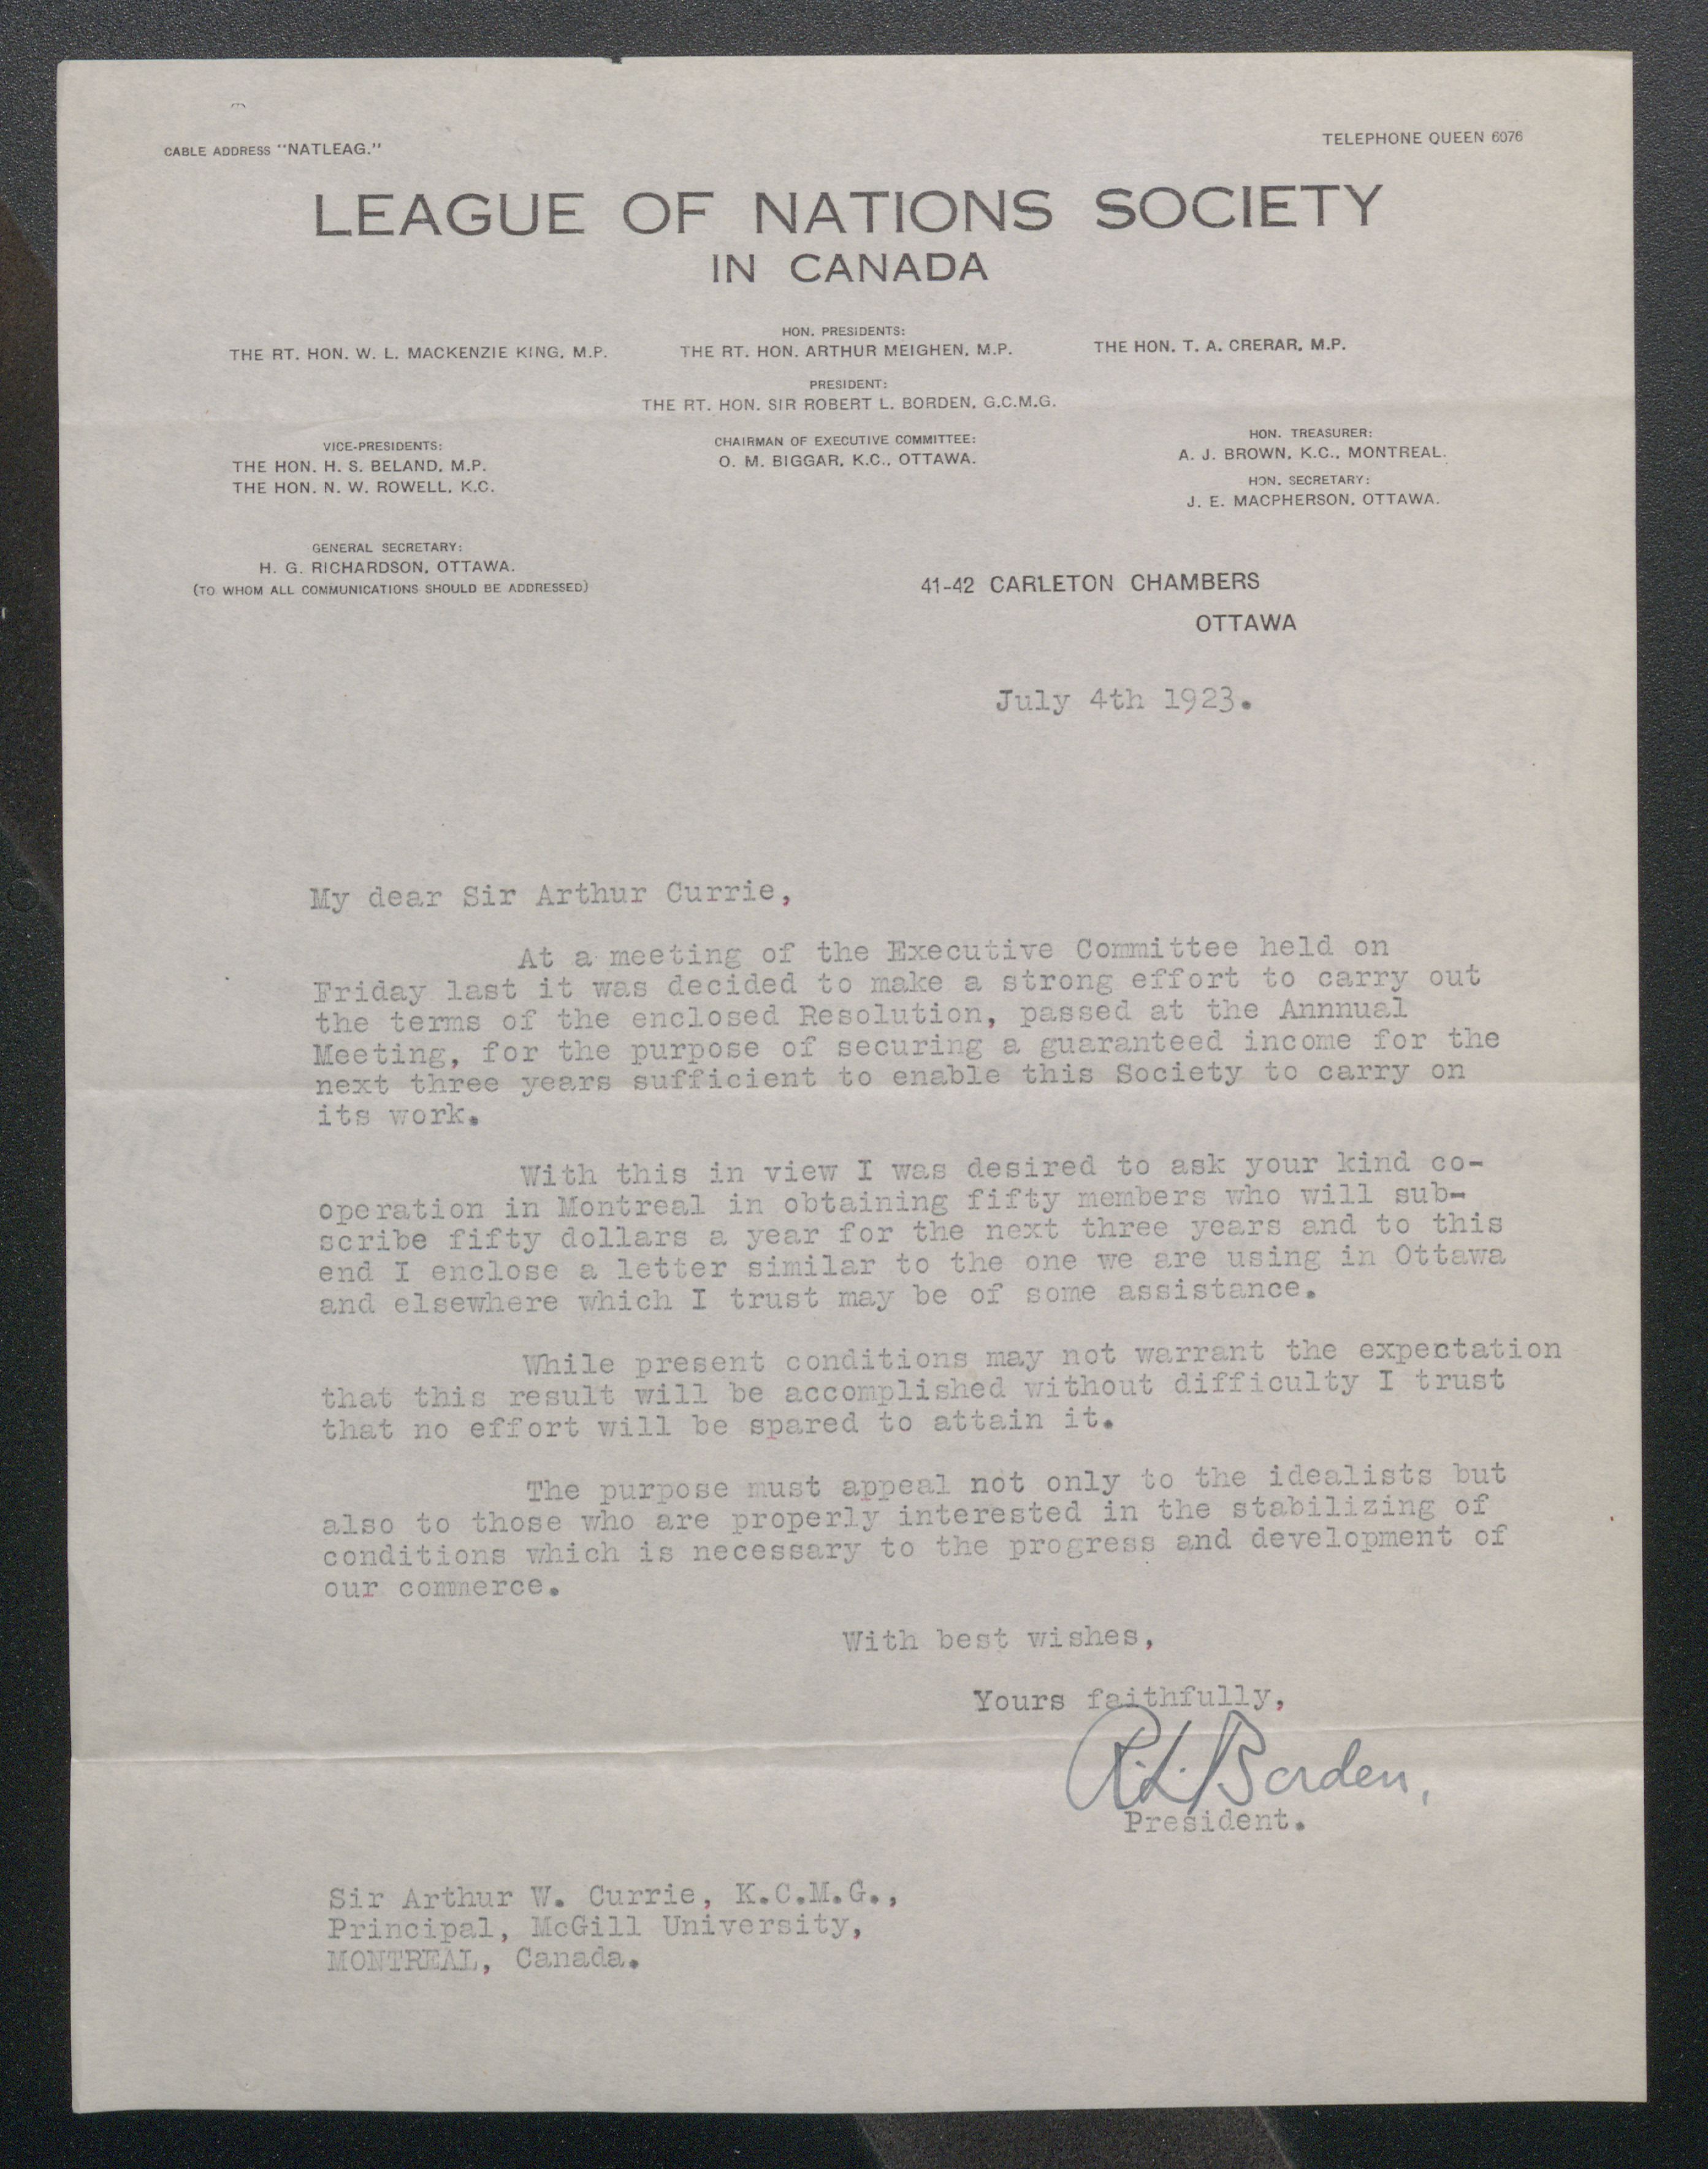 CABLE ADDRESS "NATLEAG."
TELEPHONE QUEEN 6076
LEAGUE OF NATIONS SOCIETY
IN CANADA
HON. PRESIDENTS:
THE RT. HON. W. L. MACKENZIE KING, M.P. THE RT. HON. ARTHUR MEIGHEN, M.P. THE HON. T. A. CRERAR, M.P.
PRESIDENT:
THE RT. HON. SIR ROBERT L. BORDEN, G.C.M.G.
VICE-PRESIDENTS:
THE HON. H. S. BELAND, M.P.
THE HON. N. W. ROWELL, K.C.
CHAIRMAN OF EXECUTIVE COMMITTEE:
O. M. BIGGAR, K.C., OTTAWA.
HON. TREASURER:
A. J. BROWN, K.C., MONTREAL.
HON. SECRETARY:
J. E. MACPHERSON, OTTAWA.
GENERAL SECRETARY:
H. G. RICHARDSON, OTTAWA.
(TO WHOM ALL COMMUNICATIONS SHOULD BE ADDRESSED)
41-42 CARLETON CHAMBERS
OTTAWA
July 4th 1923.
My dear Sir Arthur Currie,
At a meeting of the Executive Committee held on
Friday last it was decided to make a strong effort to carry out
the terms of the enclosed Resolution, passed at the Annnual
Meeting, for the purpose of securing a guaranteed income for the
next three years sufficient to enable this Society to carry on
its work.
With this in view I was desired to ask your kind co-
operation in Montreal in obtaining fifty members who will sub-
scribe fifty dollars a year for the next three years and to this
end I enclose a letter similar to the one we are using in Ottawa
and elsewhere which I trust may be of some assistance.
While present conditions may not warrant the expectation
that this result will be accomplished without difficulty I trust
that no effort will be spared to attain it.
The purpose must appeal not only to the idealists but
also to those who are properly interested in the stabilizing of
conditions which is necessary to the progress and development of
our commerce.
With best wishes,
Yours faithfully,
R.L. Borden,
President.
Sir Arthur W. Currie, K.C.M.G.,
Principal, McGill University,
MONTREAL, Canada.